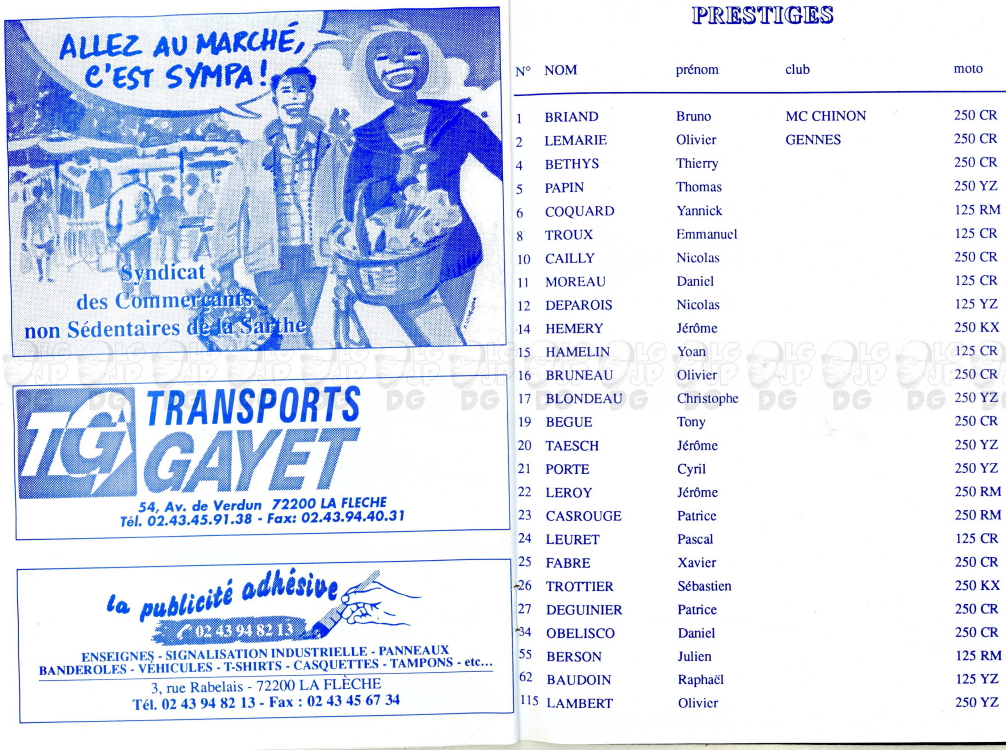 ALLEZ AU MARCHÉ,
C'EST SYMPA !
Syndicat
des Commerçants
non Sédentaires de la Sarthe
TG
TRANSPORTS
GAYET
54, Av. de Verdun 72200 LA FLECHE
Tél. 02.43.45.91.38 - Fax: 02.43.94.40.31
la publicité adhésive
02 43 94 82 13
ENSEIGNES - SIGNALISATION INDUSTRIELLE - PANNEAUX
BANDEROLES - VÉHICULES - T-SHIRTS - CASQUETTES - TAMPONS - etc...
3, rue Rabelais - 72200 LA FLÈCHE
Tél. 02 43 94 82 13 - Fax : 02 43 45 67 34
PRESTIGES
N° NOM prénom club moto
1 BRIAND Bruno MC CHINON 250 CR
2 LEMARIE Olivier GENNES 250 CR
4 BETHYS Thierry 250 CR
5 PAPIN Thomas 250 YZ
6 COQUARD Yannick 125 RM
8 TROUX Emmanuel 125 CR
10 CAILLY Nicolas 250 CR
11 MOREAU Daniel 125 CR
12 DEPAROIS Nicolas 125 YZ
14 HEMERY Jérôme 250 KX
15 HAMELIN Yoan 125 CR
16 BRUNEAU Olivier 250 CR
17 BLONDEAU Christophe 250 YZ
19 BEGUE Tony 250 CR
20 TAESCH Jérôme 250 YZ
21 PORTE Cyril 250 YZ
22 LEROY Jérôme 250 RM
23 CASROUGE Patrice 250 RM
24 LEURET Pascal 125 CR
25 FABRE Xavier 250 CR
26 TROTTIER Sébastien 250 KX
27 DEGUINIER Patrice 250 CR
34 OBELISCO Daniel 250 CR
55 BERSON Julien 125 RM
62 BAUDOIN Raphaël 125 YZ
115 LAMBERT Olivier 250 YZ
LG JP DG